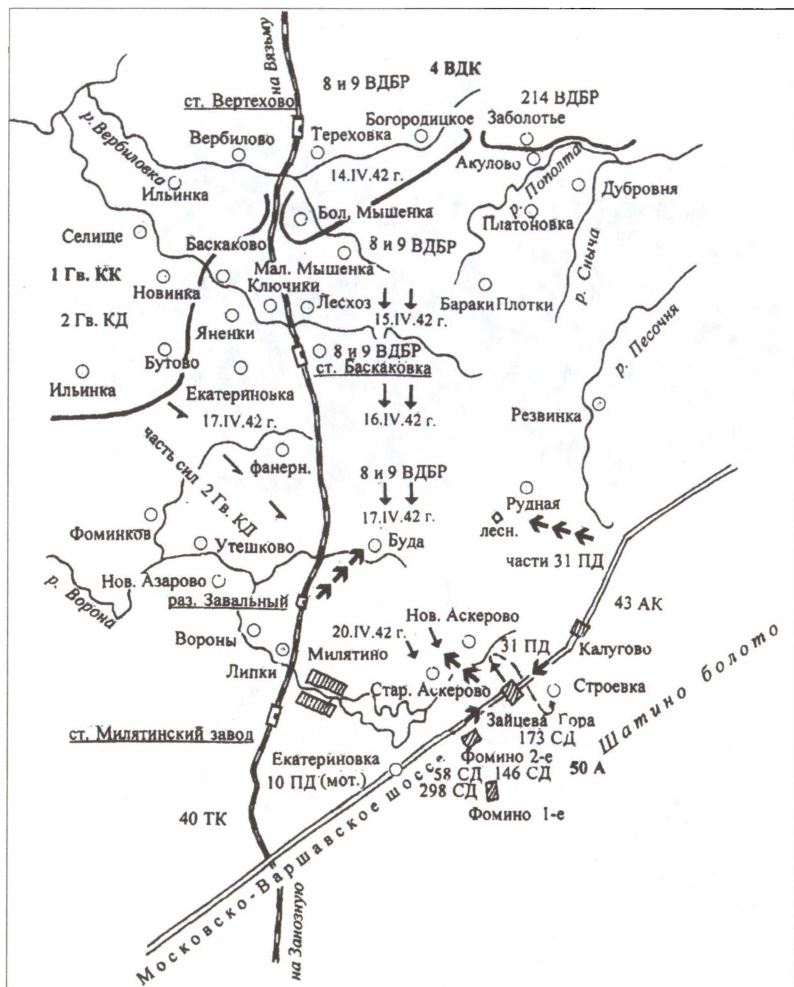 на Вязьму
4 ВДК
8 и 9 ВДБР
ст. Вертехово
214 ВДБР
Богородицкое
Заболотье
р. Вербиловка
Вербилово
Тереховка
Акулово
14.IV.42 г.
р. Пополта
Дубровня
Ильинка
Бол. Мышенка
Платоновка
Селище
Баскаково
8 и 9 ВДБР
р. Сныча
Мал. Мышенка
1 Гв. КК
Ключики
Новинка
Лесхоз
Бараки Плотки
2 Гв. КД
Яненки
15.IV.42 г.
р. Песочня
Бутово
8 и 9 ВДБР
ст. Баскаковка
Ильинка
Екатериновка
17.IV.42 г.
16.IV.42 г.
Резвинка
часть сил 2 Гв. КД
фанерн.
8 и 9 ВДБР
Рудная
17.IV.42 г.
лесн.
Фоминков
Утешково
Буда
части 31 ПД
р. Ворона
Нов. Азарово
раз. Завальный
43 АК
Нов. Аскерово
20.IV.42 г.
Вороны
Милятино
31 ПД
Калугово
Липки
Стар. Аскерово
Строевка
Зайцева Гора
ст. Милятинский завод
173 СД
Шатино болото
Екатериновка
Фомино 2-е
10 ПД (мот.)
58 СД 146 СД
50 А
298 СД
40 ТК
Фомино 1-е
Московско-Варшавское шоссе
на Занозную